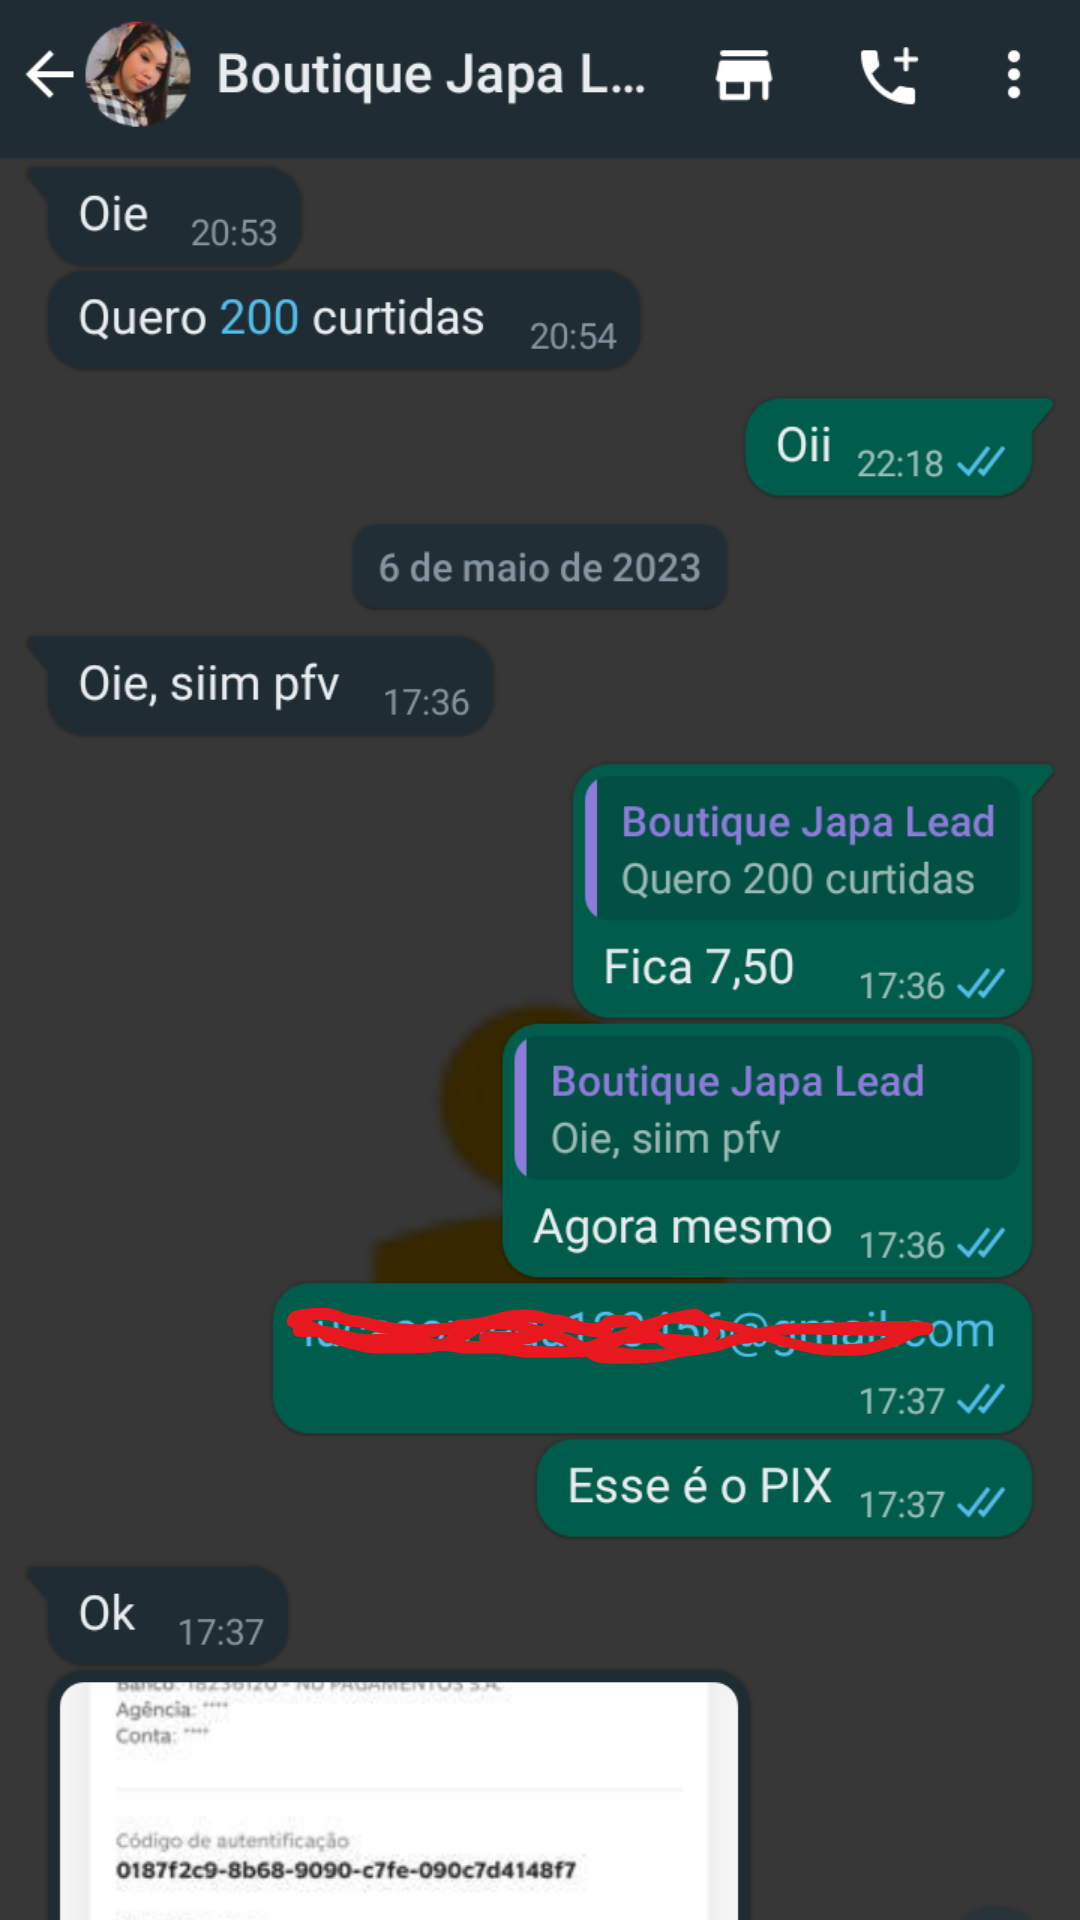 Boutique Japa L...
Oie 20:53
Quero 200 curtidas 20:54
Oii 22:18
6 de maio de 2023
Oie, siim pfv 17:36
Boutique Japa Lead
Quero 200 curtidas
Fica 7,50 17:36
Boutique Japa Lead
Oie, siim pfv
Agora mesmo 17:36
@gmail.com
17:37
Esse é o PIX 17:37
Ok 17:37
Banco: 18236120 - NU PAGAMENTOS S.A.
Agência: ****
Conta: ****
Código de autentificação
0187f2c9-8b68-9090-c7fe-090c7d4148f7